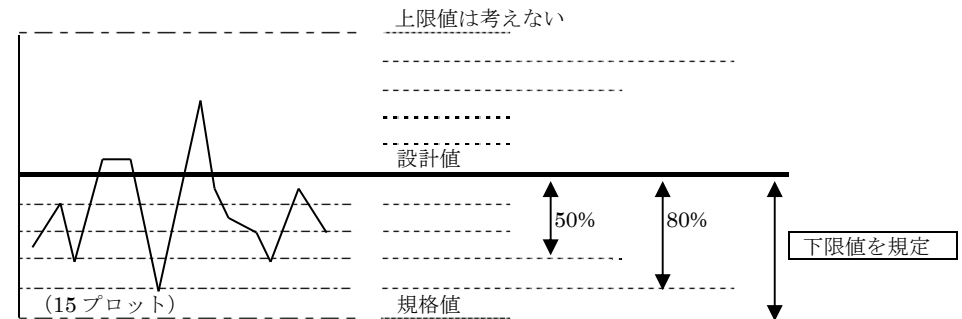 上限値は考えない
設計値
50%
80%
下限値を規定
(15プロット)
規格値